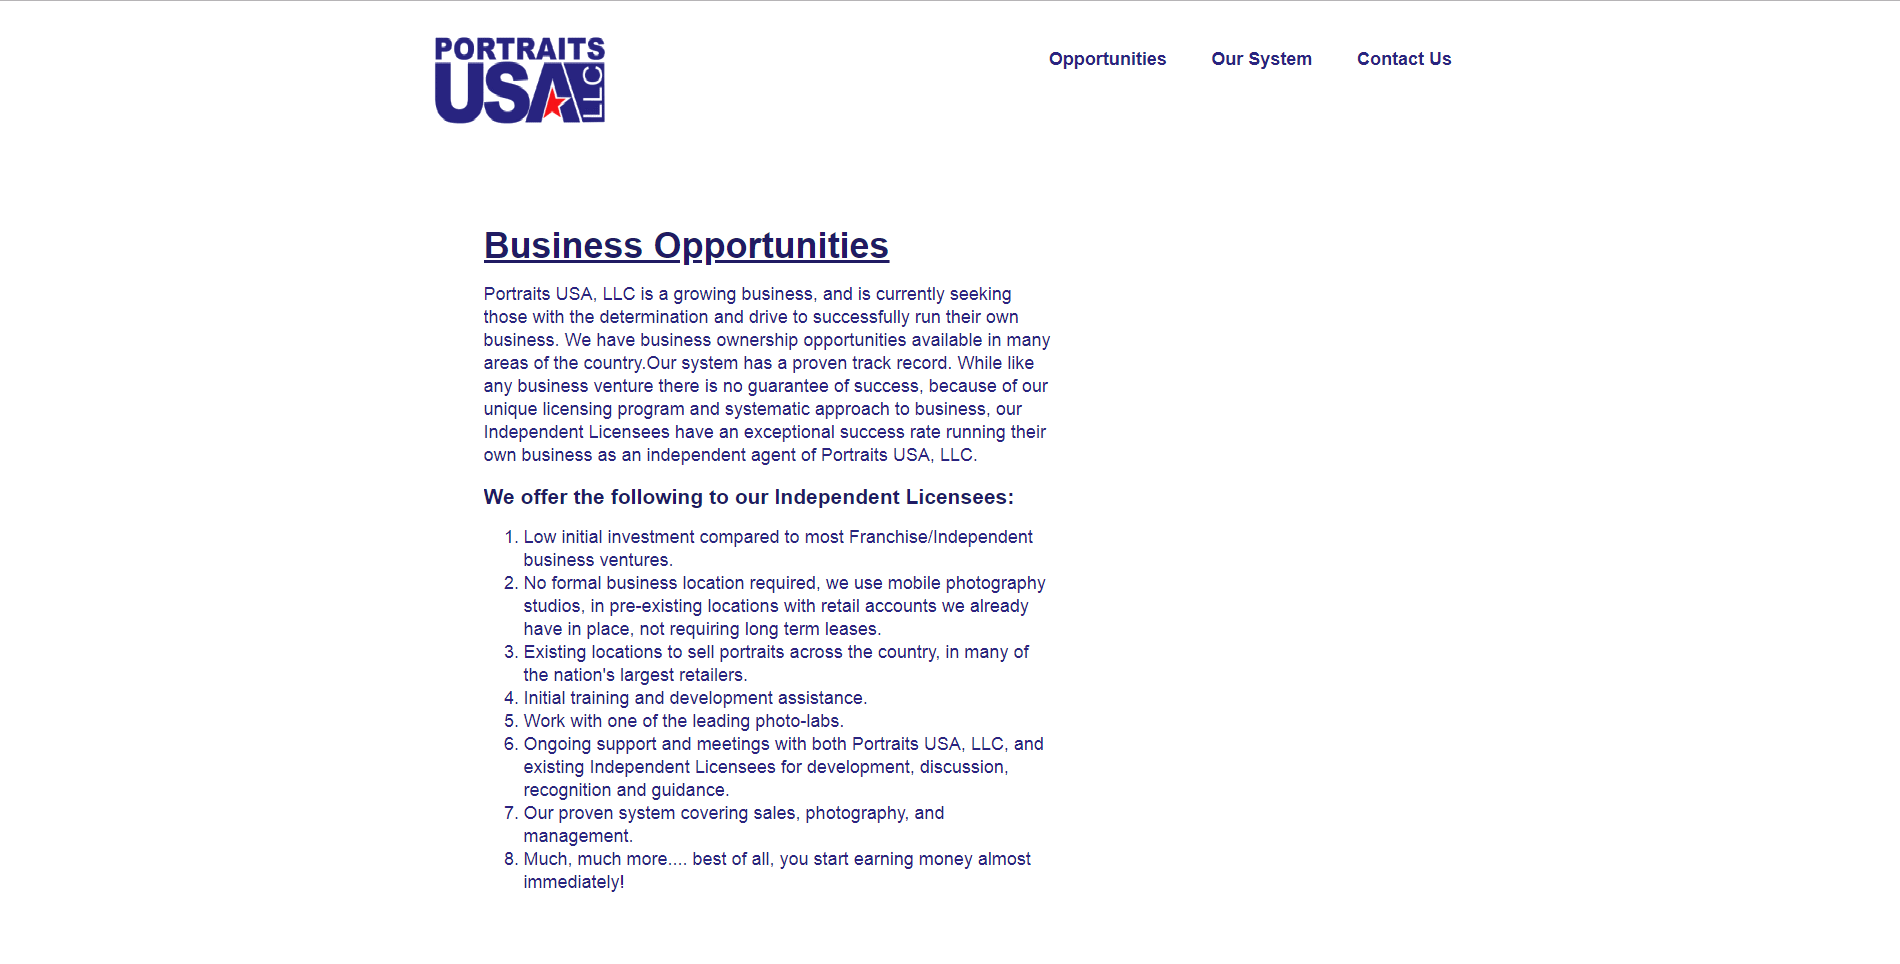 PORTRAITS
USA LLC
Opportunities
Our System
Contact Us
Business Opportunities
Portraits USA, LLC is a growing business, and is currently seeking
those with the determination and drive to successfully run their own
business. We have business ownership opportunities available in many
areas of the country.Our system has a proven track record. While like
any business venture there is no guarantee of success, because of our
unique licensing program and systematic approach to business, our
Independent Licensees have an exceptional success rate running their
own business as an independent agent of Portraits USA, LLC.
We offer the following to our Independent Licensees:
1. Low initial investment compared to most Franchise/Independent
business ventures.
2. No formal business location required, we use mobile photography
studios, in pre-existing locations with retail accounts we already
have in place, not requiring long term leases.
3. Existing locations to sell portraits across the country, in many of
the nation's largest retailers.
4. Initial training and development assistance.
5. Work with one of the leading photo-labs.
6. Ongoing support and meetings with both Portraits USA, LLC, and
existing Independent Licensees for development, discussion,
recognition and guidance.
7. Our proven system covering sales, photography, and
management.
8. Much, much more.... best of all, you start earning money almost
immediately!